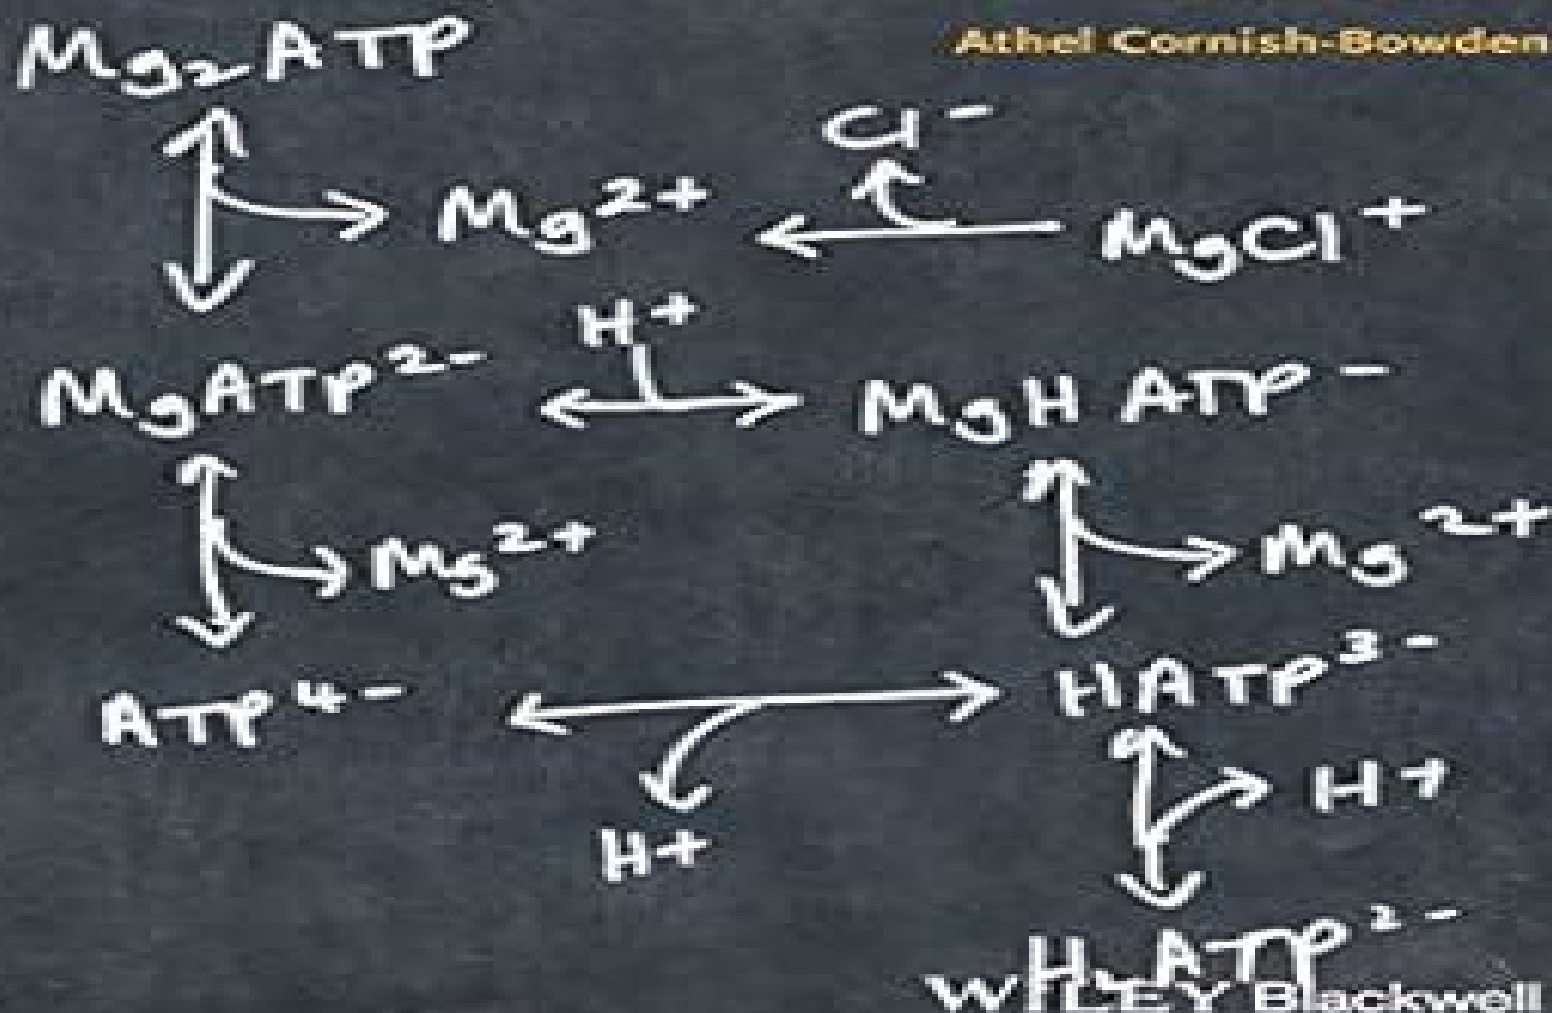 Mg₂ATP
Athel Cornish-Bowden
Cl⁻
Mg²⁺
MgCl⁺
H⁺
MgATP²⁻
MgHATP⁻
Mg²⁺
Mg²⁺
ATP⁴⁻
HATP³⁻
H⁺
H⁺
H₂ATP²⁻
WILEY Blackwell